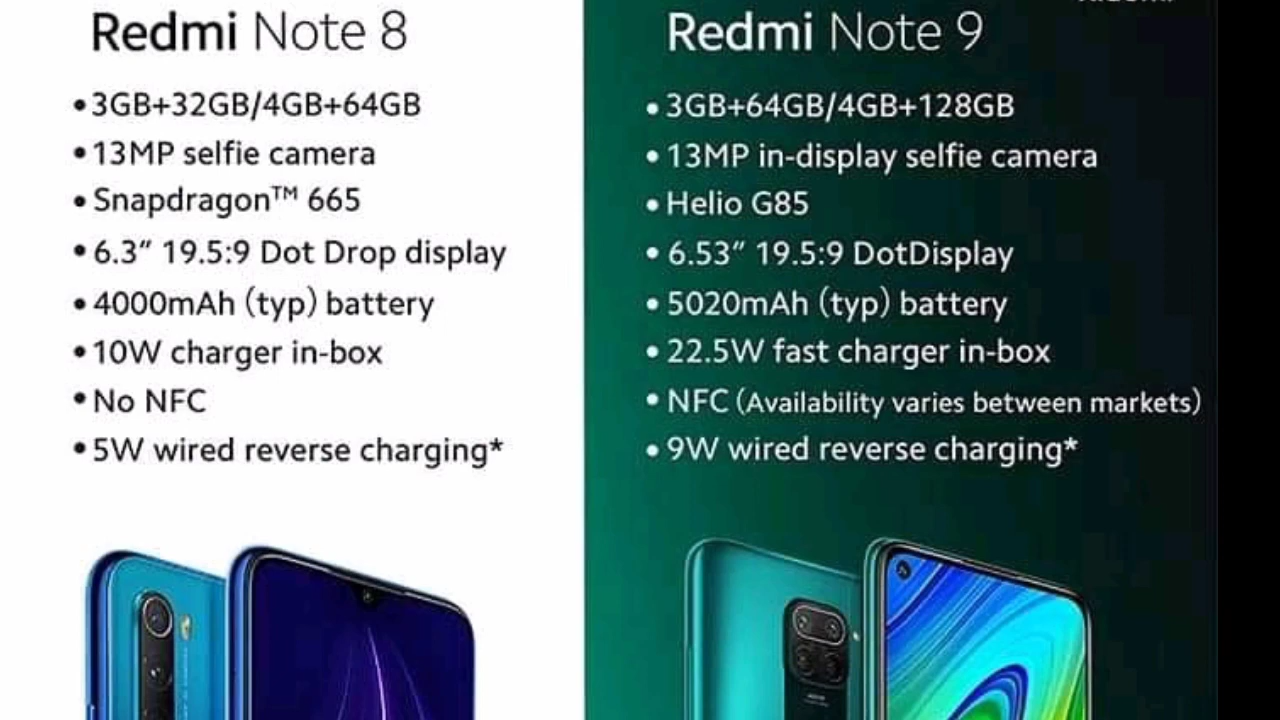 Redmi Note 8
•3GB+32GB/4GB+64GB
•13MP selfie camera
•Snapdragon™ 665
•6.3” 19.5:9 Dot Drop display
•4000mAh (typ) battery
•10W charger in-box
•No NFC
•5W wired reverse charging*
Redmi Note 9
•3GB+64GB/4GB+128GB
•13MP in-display selfie camera
•Helio G85
•6.53” 19.5:9 DotDisplay
•5020mAh (typ) battery
•22.5W fast charger in-box
•NFC (Availability varies between markets)
•9W wired reverse charging*